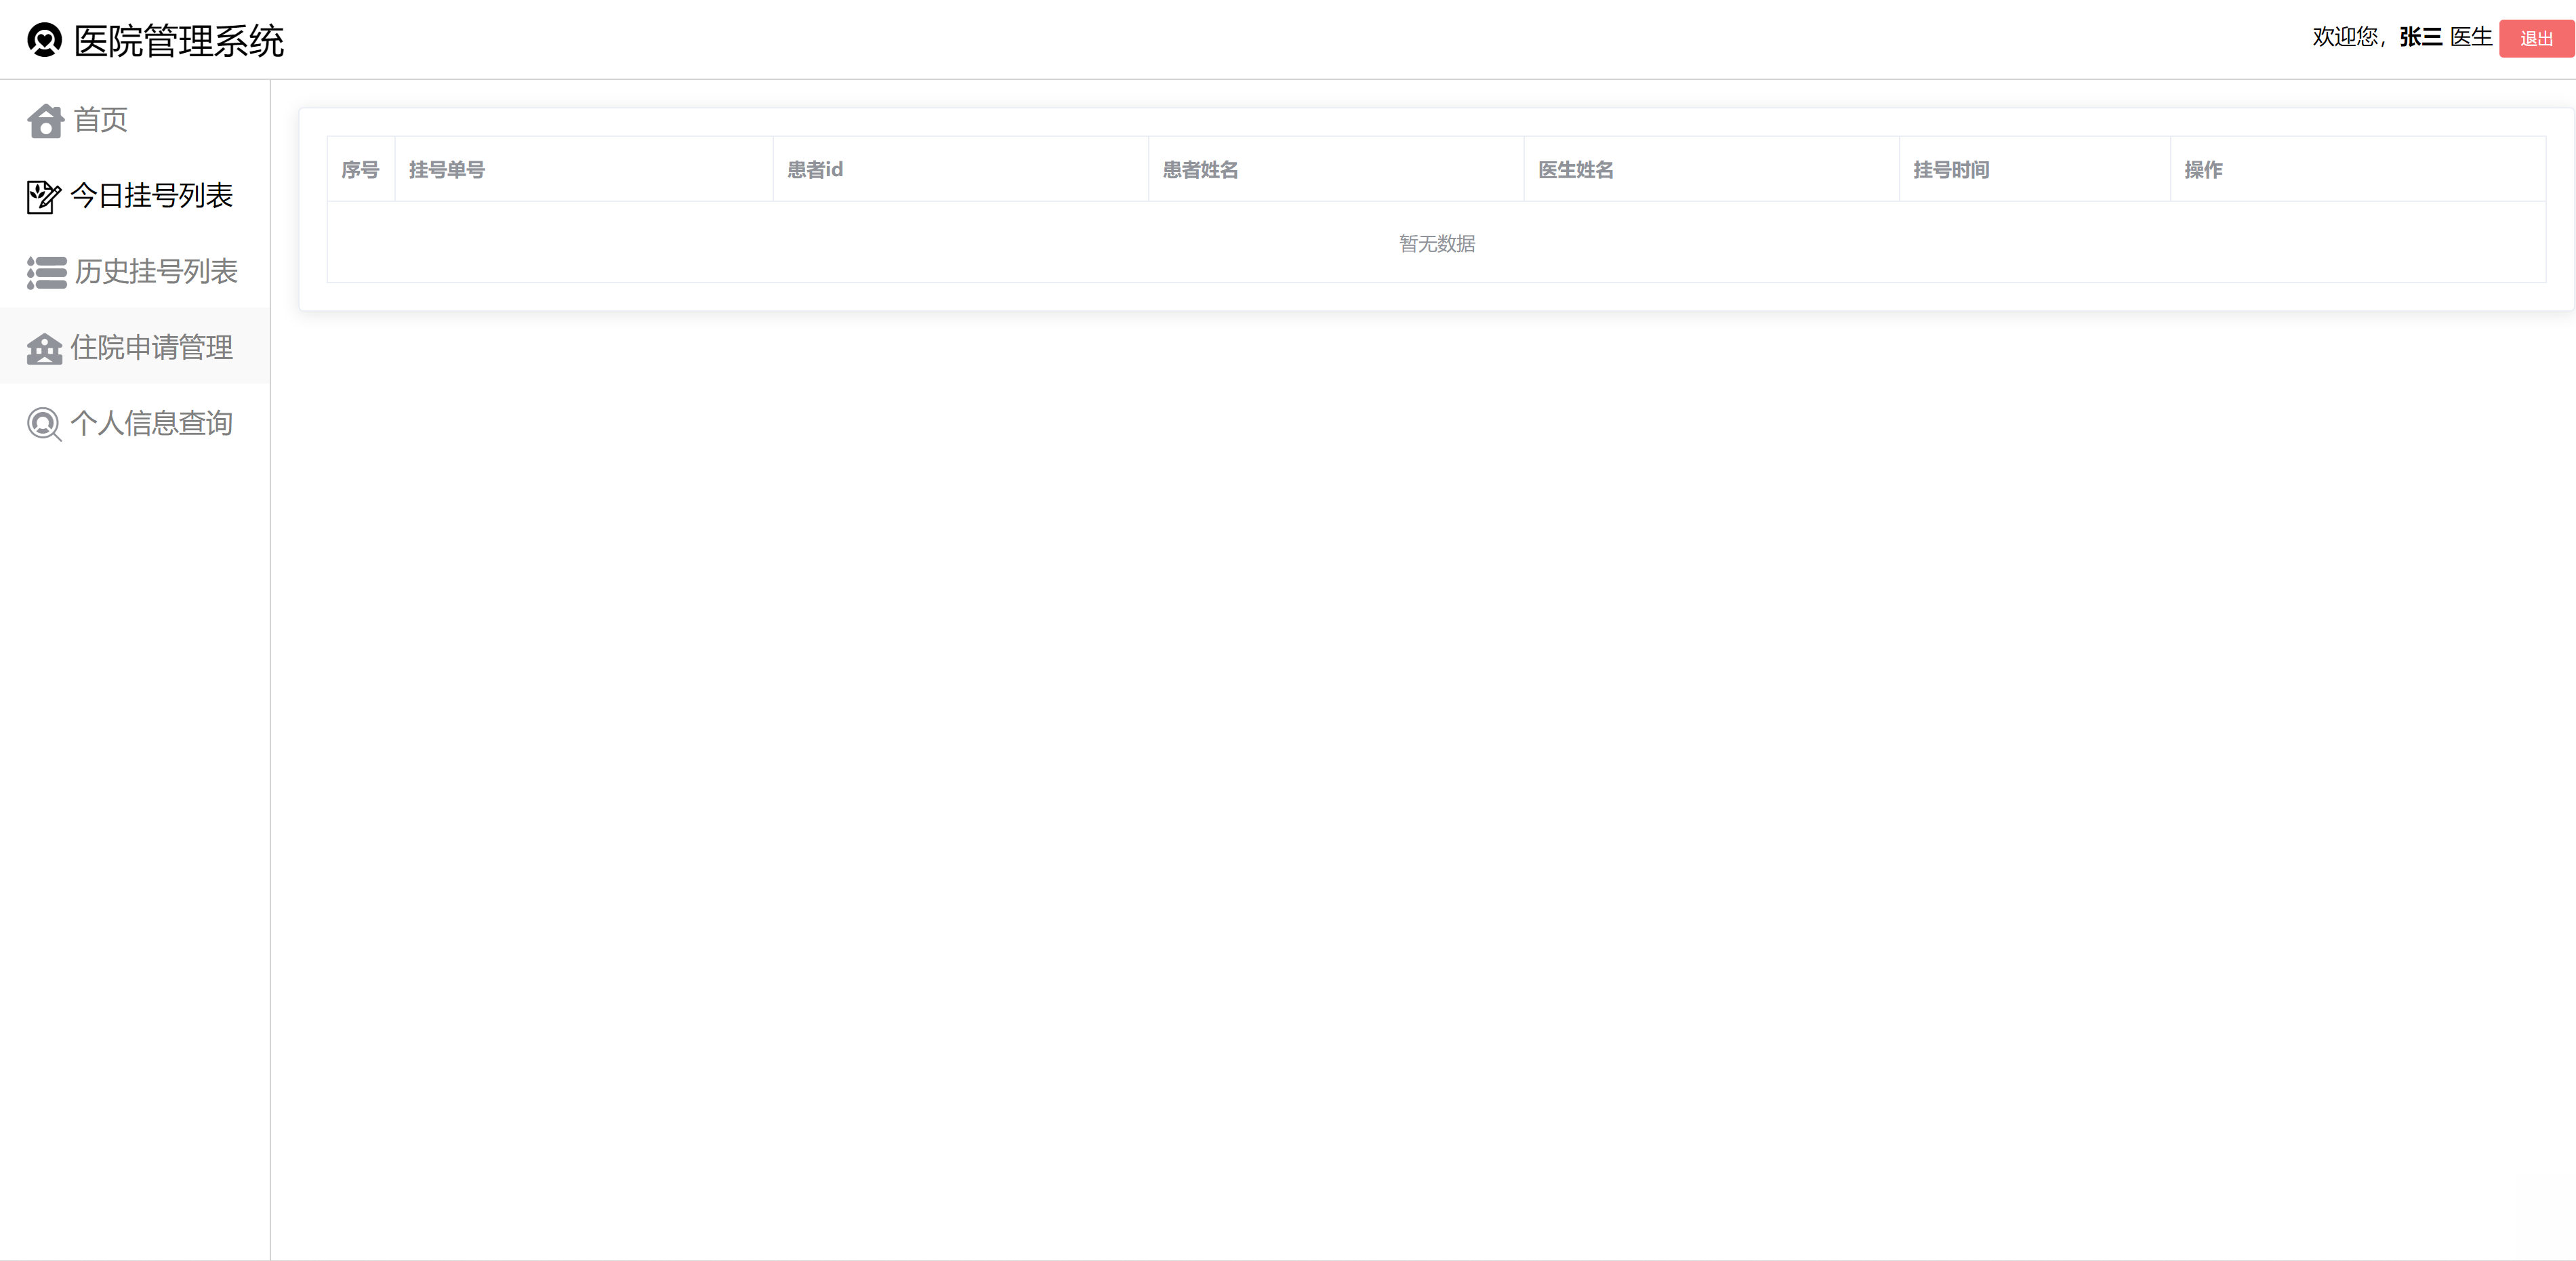 医院管理系统
欢迎您，张三 医生 退出
首页
今日挂号列表
历史挂号列表
住院申请管理
个人信息查询
序号 挂号单号 患者id 患者姓名 医生姓名 挂号时间 操作
暂无数据